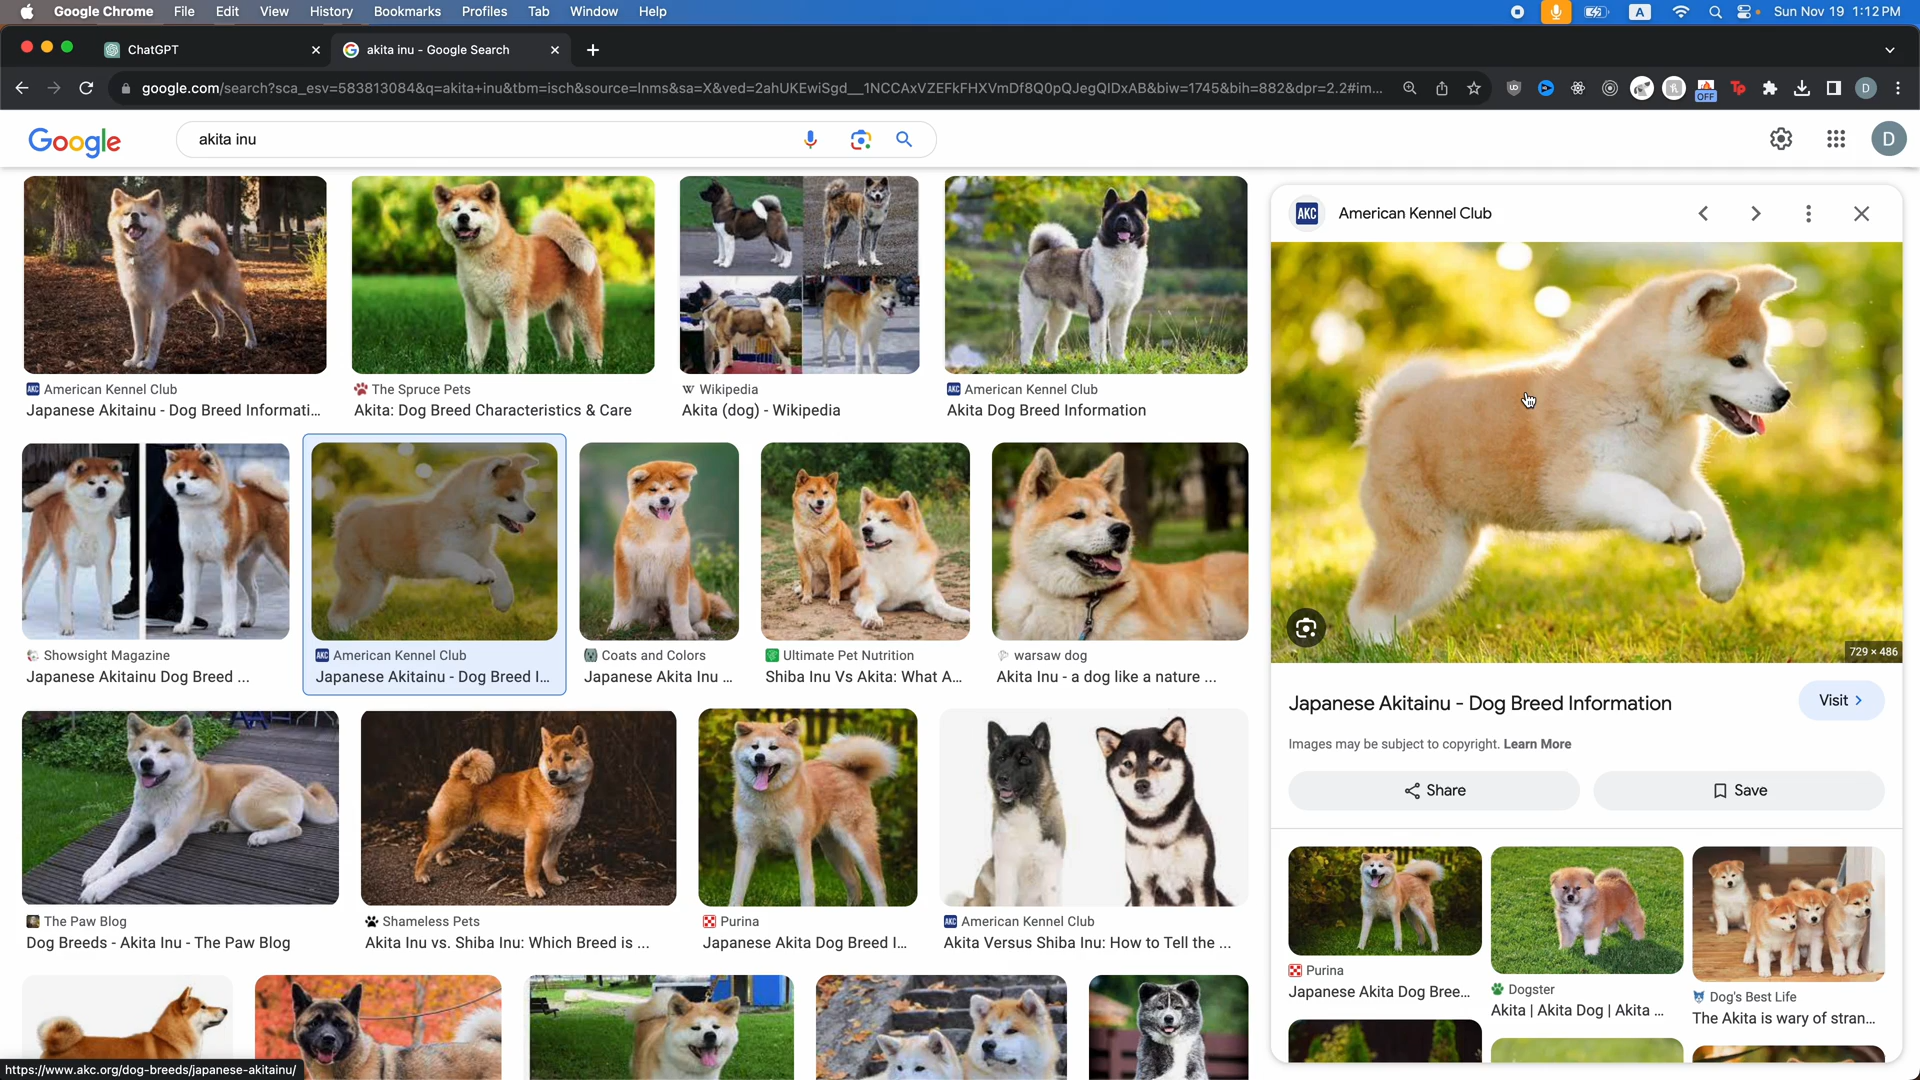 Google Chrome File Edit View History Bookmarks Profiles Tab Window Help A Sun Nov 19 1:12 PM
ChatGPT
akita inu - Google Search
google.com/search?sca_esv=583813084&q=akita+inu&tbm=isch&source=lnms&sa=X&ved=2ahUKEwiSgd__1NCCAxVZEFkFHXVmDf8Q0pQJegQIDxAB&biw=1745&bih=882&dpr=2.2#im...
OFF
Tp
D
Google
akita inu
D
AKC American Kennel Club
729 × 486
Japanese Akitainu - Dog Breed Information
Visit
Images may be subject to copyright. Learn More
Share
Save
Purina
Japanese Akita Dog Bree...
Dogster
Akita | Akita Dog | Akita ...
Dog's Best Life
The Akita is wary of stran...
AKC American Kennel Club
Japanese Akitainu - Dog Breed Informati...
The Spruce Pets
Akita: Dog Breed Characteristics & Care
W Wikipedia
Akita (dog) - Wikipedia
AKC American Kennel Club
Akita Dog Breed Information
Showsight Magazine
Japanese Akitainu Dog Breed ...
AKC American Kennel Club
Japanese Akitainu - Dog Breed I...
Coats and Colors
Japanese Akita Inu ...
Ultimate Pet Nutrition
Shiba Inu Vs Akita: What A...
warsaw dog
Akita Inu - a dog like a nature ...
The Paw Blog
Dog Breeds - Akita Inu - The Paw Blog
Shameless Pets
Akita Inu vs. Shiba Inu: Which Breed is ...
Purina
Japanese Akita Dog Breed I...
AKC American Kennel Club
Akita Versus Shiba Inu: How to Tell the ...
https://www.akc.org/dog-breeds/japanese-akitainu/